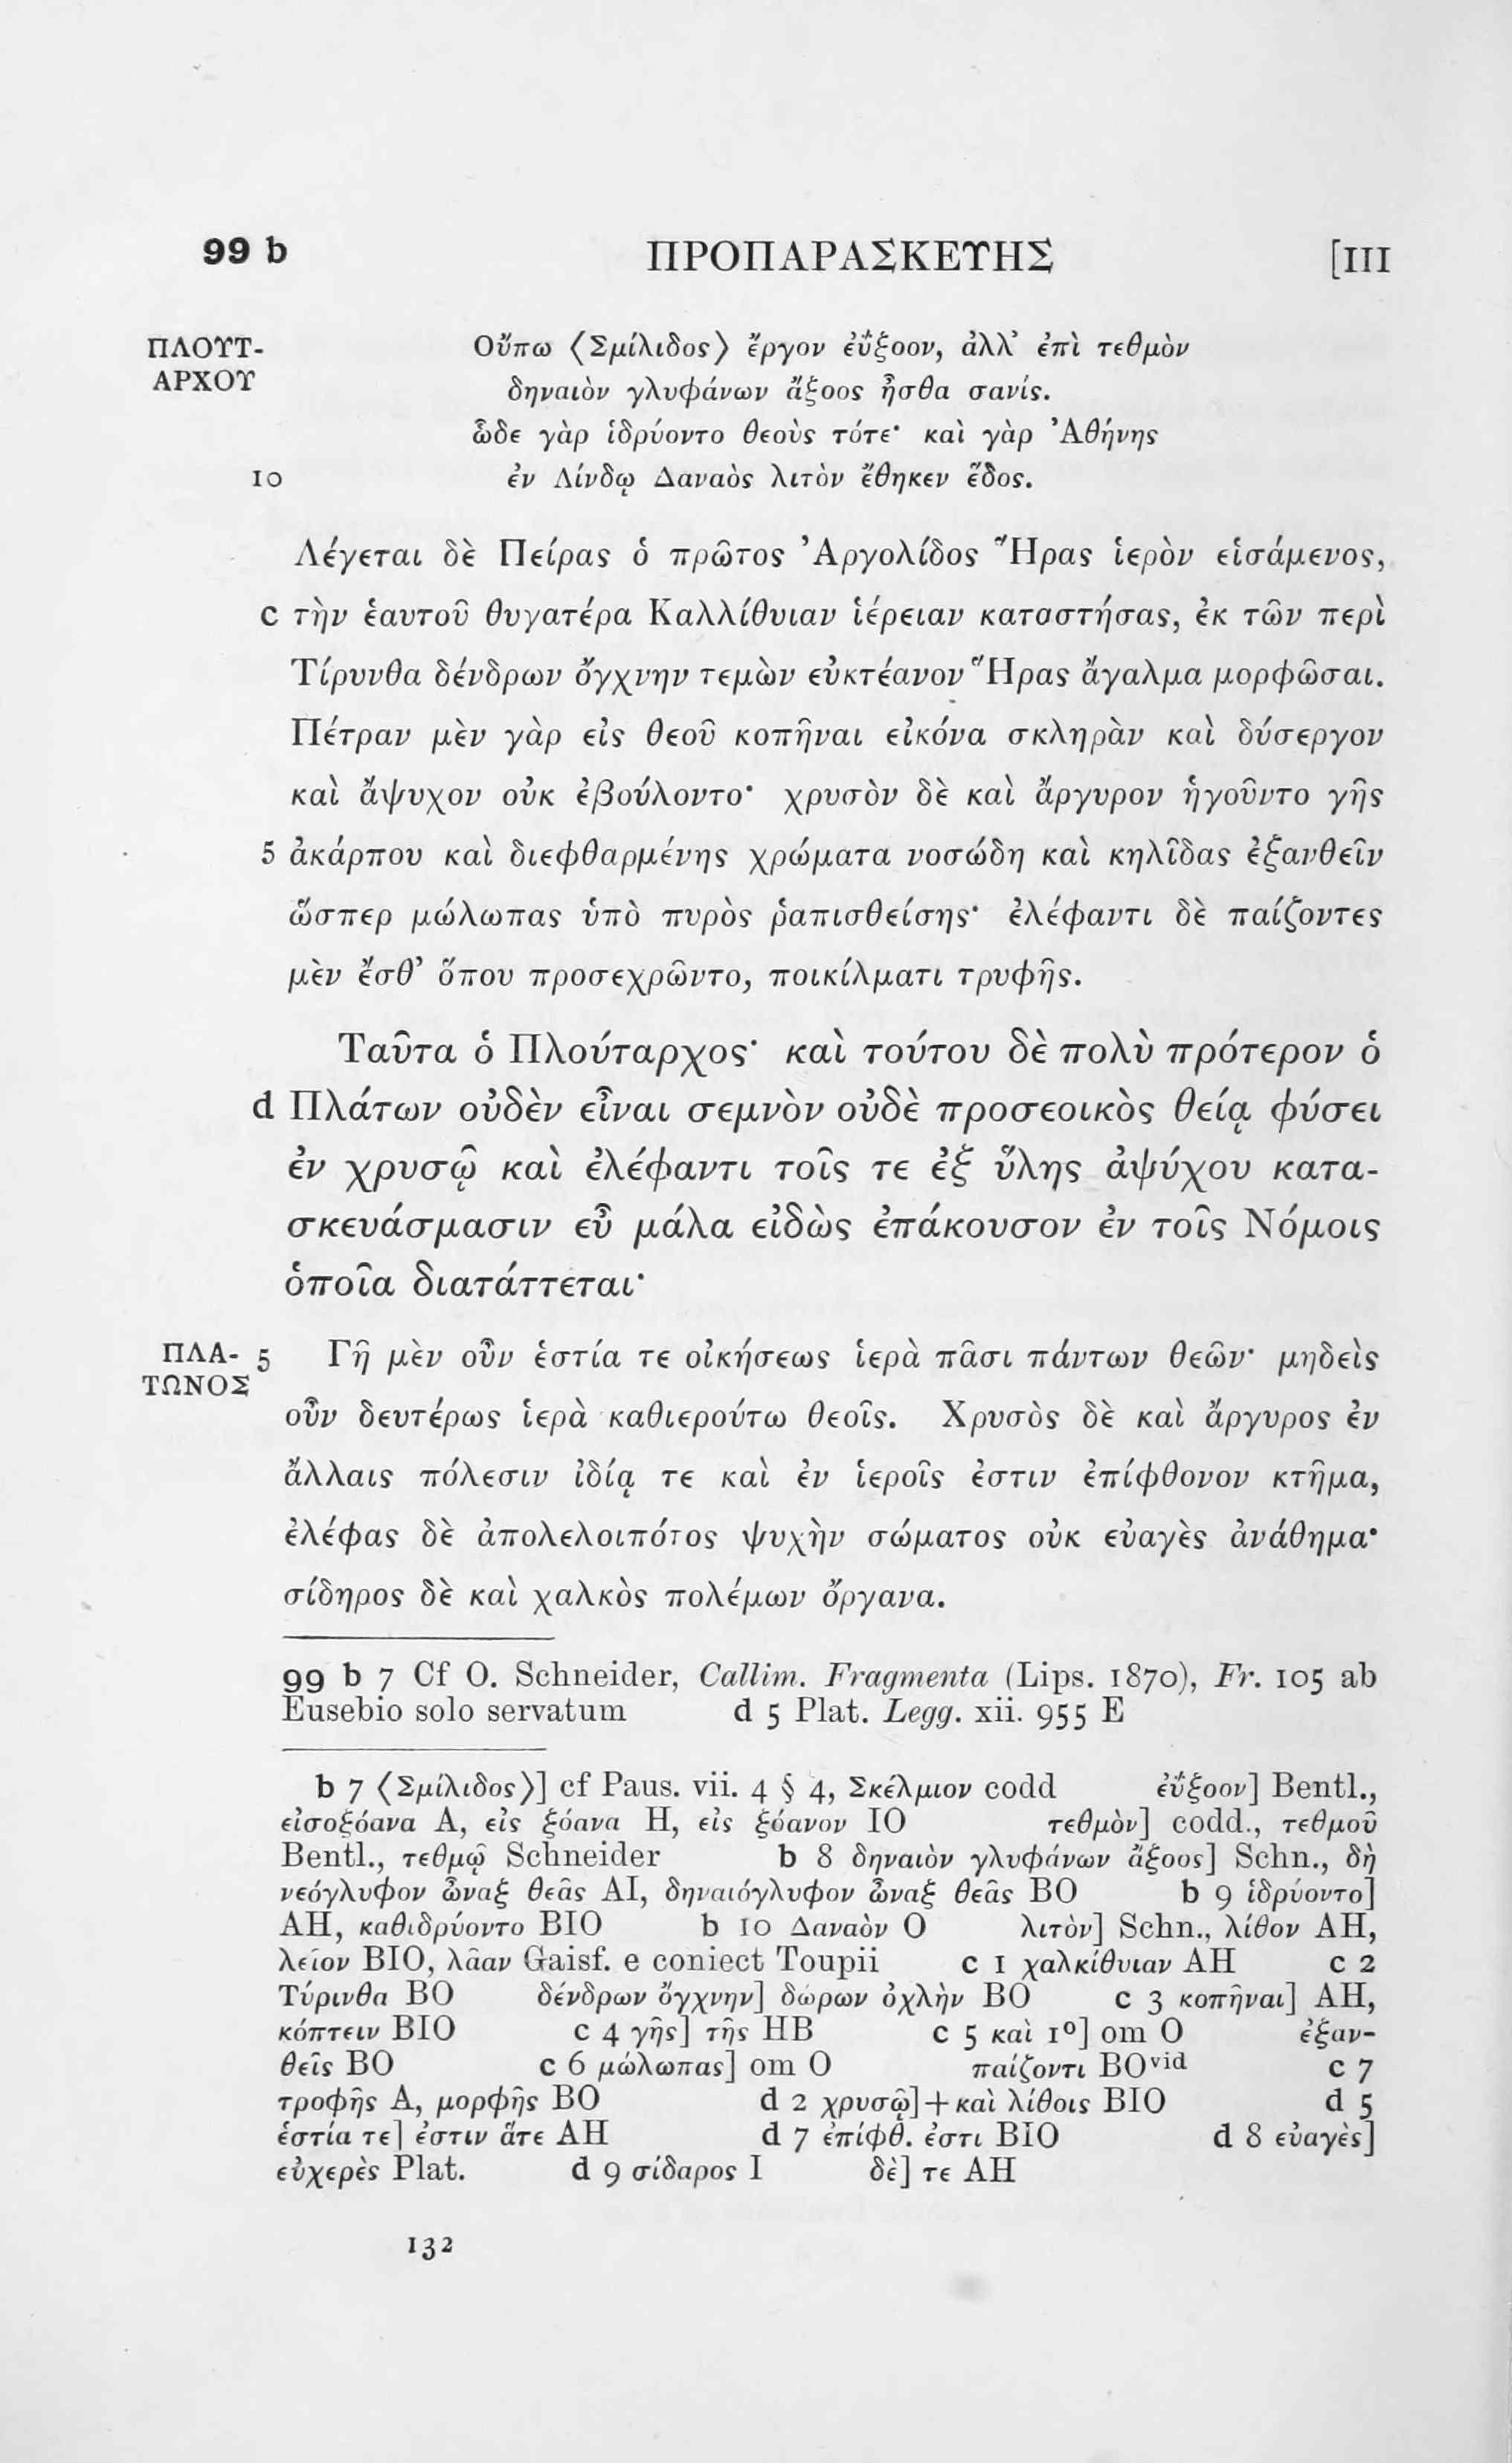 99 b ΠΡΟΠΑΡΑΣΚΕΥΗΣ [III
ΠΛΟΥΤ- Οὔπω ⟨Σμίλιδος⟩ ἔργον ἐΰξοον, ἀλλ’ ἐπὶ τεθμὸν
ΑΡΧΟΥ δηναιὸν γλυφάνων ἄξοος ἦσθα σανίς.
ὧδε γὰρ ἱδρύοντο θεοὺς τότε· καὶ γὰρ Ἀθήνης
10 ἐν Λίνδῳ Δαναὸς λιτὸν ἔθηκεν ἕδος.
Λέγεται δὲ Πείρας ὁ πρῶτος Ἀργολίδος Ἥρας ἱερὸν εἱσάμενος,
c τὴν ἑαυτοῦ θυγατέρα Καλλίθυιαν ἱέρειαν καταστήσας, ἐκ τῶν περὶ
Τίρυνθα δένδρων ὄγχνην τεμὼν εὐκτέανον Ἥρας ἄγαλμα μορφῶσαι.
Πέτραν μὲν γὰρ εἰς θεοῦ κοπῆναι εἰκόνα σκληρὰν καὶ δύσεργον
καὶ ἄψυχον οὐκ ἐβούλοντο· χρυσὸν δὲ καὶ ἄργυρον ἡγοῦντο γῆς
5 ἀκάρπου καὶ διεφθαρμένης χρώματα νοσώδη καὶ κηλῖδας ἐξανθεῖν
ὥσπερ μώλωπας ὑπὸ πυρὸς ῥαπισθείσης· ἐλέφαντι δὲ παίζοντες
μὲν ἔσθ’ ὅπου προσεχρῶντο, ποικίλματι τρυφῆς.
Ταῦτα ὁ Πλούταρχος· καὶ τούτου δὲ πολὺ πρότερον ὁ
d Πλάτων οὐδὲν εἶναι σεμνὸν οὐδὲ προσεοικὸς θείᾳ φύσει
ἐν χρυσῷ καὶ ἐλέφαντι τοῖς τε ἐξ ὕλης ἀψύχου κατα-
σκευάσμασιν εὖ μάλα εἰδὼς ἐπάκουσον ἐν τοῖς Νόμοις
ὁποῖα διατάττεται·
ΠΛΑ- 5 Γῆ μὲν οὖν ἑστία τε οἰκήσεως ἱερὰ πᾶσι πάντων θεῶν· μηδεὶς
ΤΩΝΟΣ
οὖν δευτέρως ἱερὰ καθιερούτω θεοῖς. Χρυσὸς δὲ καὶ ἄργυρος ἐν
ἄλλαις πόλεσιν ἰδίᾳ τε καὶ ἐν ἱεροῖς ἐστιν ἐπίφθονον κτῆμα,
ἐλέφας δὲ ἀπολελοιπότος ψυχὴν σώματος οὐκ εὐαγὲς ἀνάθημα·
σίδηρος δὲ καὶ χαλκὸς πολέμων ὄργανα.
99 b 7 Cf O. Schneider, Callim. Fragmenta (Lips. 1870), Fr. 105 ab
Eusebio solo servatum d 5 Plat. Legg. xii. 955 E
b 7 ⟨Σμίλιδος⟩] cf Paus. vii. 4 § 4, Σκέλμιον codd ἐΰξοον] Bentl.,
εἰσοξόανα A, εἰς ξόανα H, εἰς ξόανον IO τεθμὸν] codd., τεθμοῦ
Bentl., τεθμῷ Schneider b 8 δηναιὸν γλυφάνων ἄξοος] Schn., δὴ
νεόγλυφον ὦναξ θεᾶς AI, δηναιόγλυφον ὦναξ θεᾶς BO b 9 ἱδρύοντο]
AH, καθιδρύοντο BIO b 10 Δαναὸν O λιτὸν] Schn., λίθον AH,
λεῖον BIO, λᾶαν Gaisf. e coniect Toupii c 1 χαλκίθυιαν AH c 2
Τύρινθα BO δένδρων ὄγχνην] δώρων ὀχλὴν BO c 3 κοπῆναι] AH,
κόπτειν BIO c 4 γῆς] τῆς HB c 5 καὶ 1º] om O ἐξαν-
θεῖς BO c 6 μώλωπας] om O παίζοντι BOvid c 7
τροφῆς A, μορφῆς BO d 2 χρυσῷ]+καὶ λίθοις BIO d 5
ἑστία τε] ἐστιν ἅτε AH d 7 ἐπίφθ. ἐστι BIO d 8 εὐαγὲς]
εὐχερὲς Plat. d 9 σίδαρος I δὲ] τε AH
132